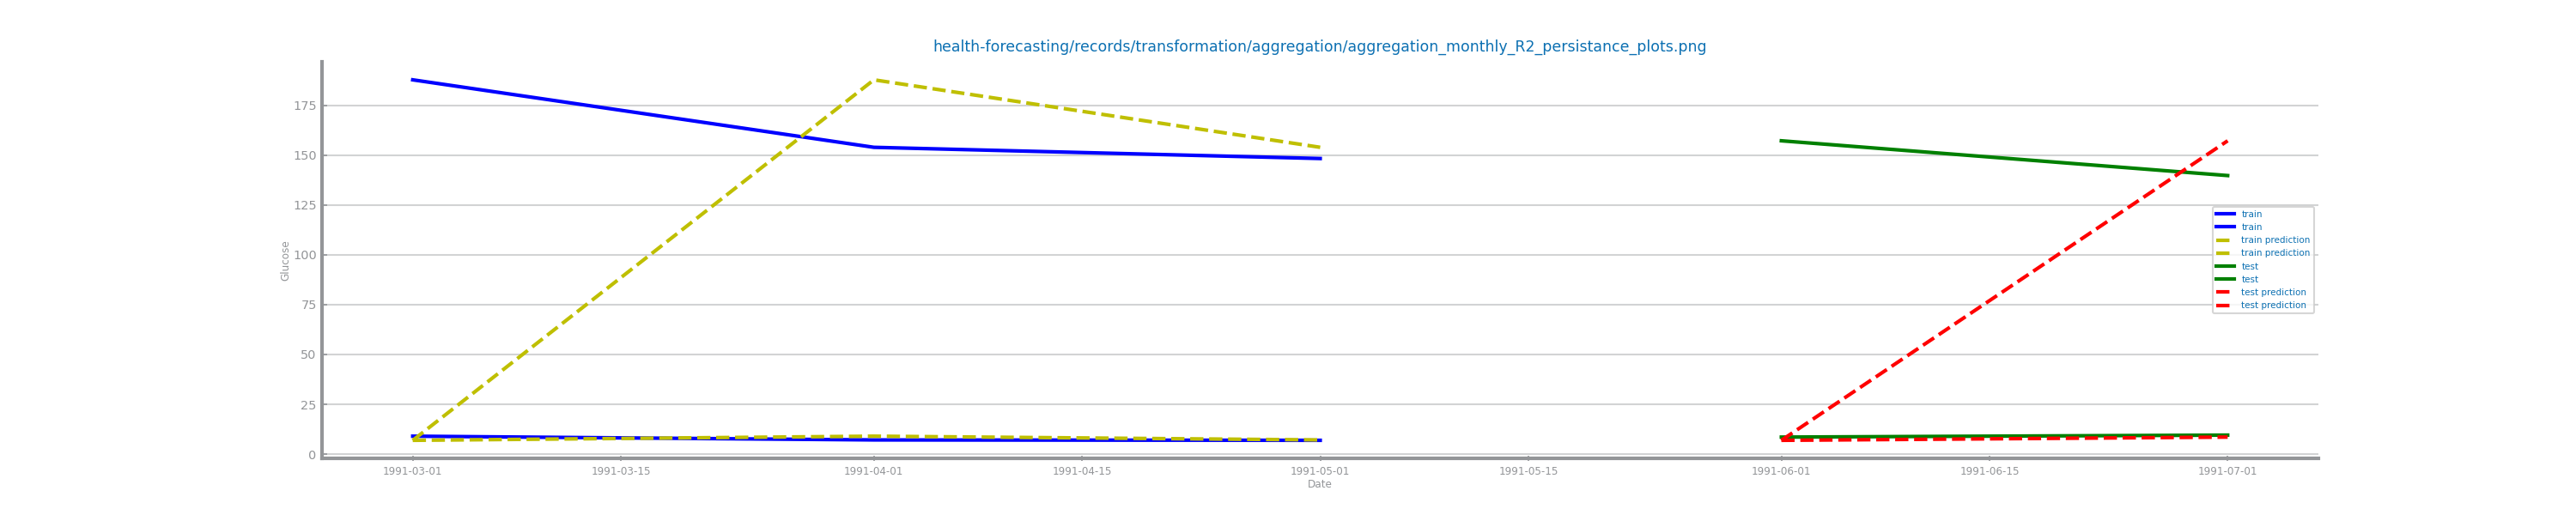 health-forecasting/records/transformation/aggregation/aggregation_monthly_R2_persistance_plots.png
175
150
125
100
75
50
25
0
Glucose
train
train
train prediction
train prediction
test
test
test prediction
test prediction
1991-03-01 1991-03-15 1991-04-01 1991-04-15 1991-05-01 1991-05-15 1991-06-01 1991-06-15 1991-07-01
Date